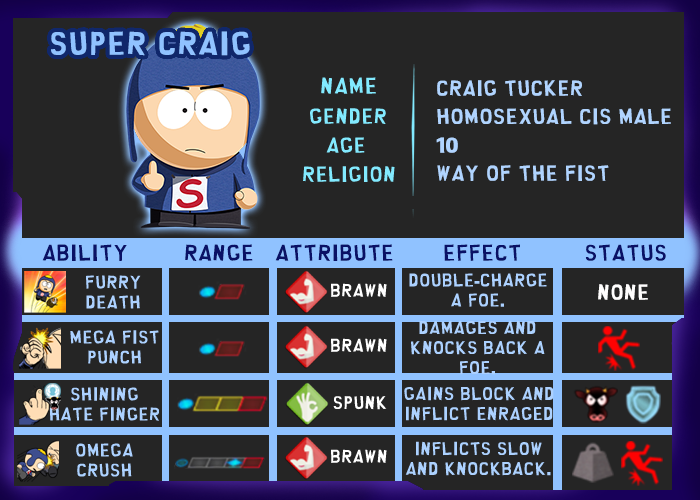 SUPER CRAIG
S
NAME CRAIG TUCKER
GENDER HOMOSEXUAL CIS MALE
AGE 10
RELIGION WAY OF THE FIST
ABILITY RANGE ATTRIBUTE EFFECT STATUS
FURRY
DEATH
BRAWN
DOUBLE-CHARGE
A FOE.
NONE
MEGA FIST
PUNCH
BRAWN
DAMAGES AND
KNOCKS BACK A
FOE.
SHINING
HATE FINGER
SPUNK
GAINS BLOCK AND
INFLICT ENRAGED
OMEGA
CRUSH
BRAWN
INFLICTS SLOW
AND KNOCKBACK.